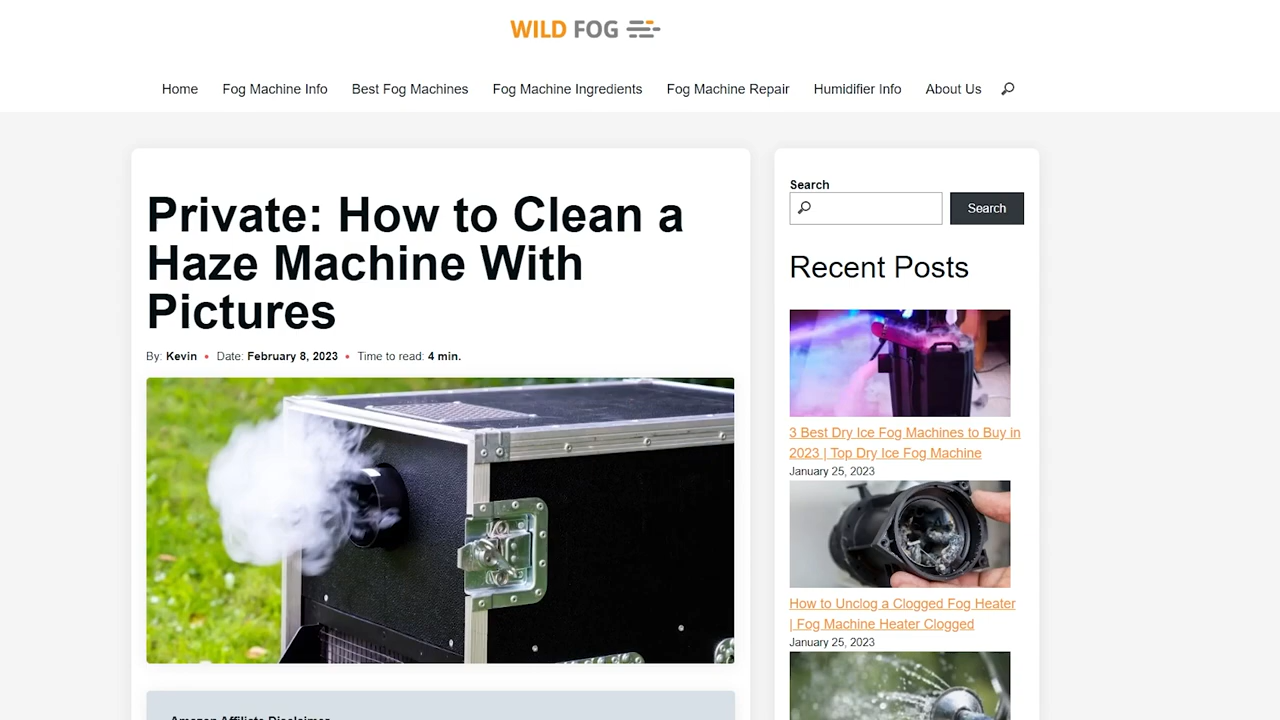 WILD FOG
Home Fog Machine Info Best Fog Machines Fog Machine Ingredients Fog Machine Repair Humidifier Info About Us
Private: How to Clean a
Haze Machine With
Pictures
By: Kevin • Date: February 8, 2023 • Time to read: 4 min.
Amazon Affiliate Disclaimer
Search
Search
Recent Posts
3 Best Dry Ice Fog Machines to Buy in
2023 | Top Dry Ice Fog Machine
January 25, 2023
How to Unclog a Clogged Fog Heater
| Fog Machine Heater Clogged
January 25, 2023